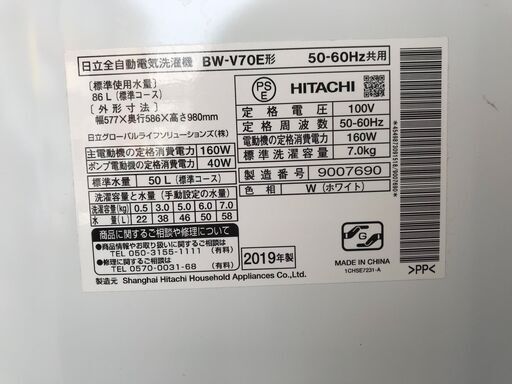 日立全自動電気洗濯機 BW-V70E形 50-60Hz共用
〔標準使用水量〕
86L(標準コース)
〔外形寸法〕
幅577×奥行586×高さ980mm
日立グローバルライフソリューションズ(株)
PS
E
HITACHI
定格電圧 100V
定格周波数 50-60Hz
定格消費電力 160W
標準洗濯容量 7.0kg
主電動機の定格消費電力 160W
ポンプ電動機の定格消費電力 40W
標準水量 50L(標準コース)
洗濯容量と水量(手動設定の水量)
洗濯容量(kg) 0.5 3.0 5.0 6.0 7.0
水量(L) 22 38 46 50 58
製造番号 9007690
色相 W(ホワイト)
商品に関するご相談や修理について
●商品情報やお取り扱いについてのご相談(有料)
TEL 050-3155-1111
●修理に関するご相談(有料)
TEL 0570-0031-68
2019年製
製造元 Shanghai Hitachi Household Appliances Co., Ltd.
G
MADE IN CHINA
1CHSE7231-A
>PP<